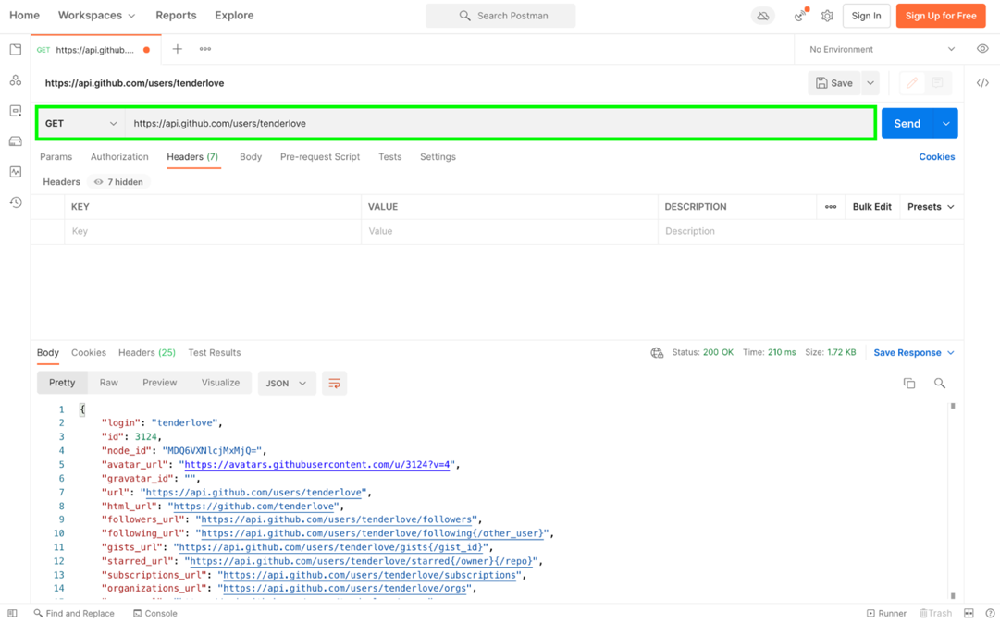 Home Workspaces Reports Explore Search Postman Sign In Sign Up for Free
GET https://api.github.... No Environment
https://api.github.com/users/tenderlove Save
GET https://api.github.com/users/tenderlove Send
Params Authorization Headers (7) Body Pre-request Script Tests Settings Cookies
Headers 7 hidden
KEY VALUE DESCRIPTION Bulk Edit Presets
Key Value Description
Body Cookies Headers (25) Test Results Status: 200 OK Time: 210 ms Size: 1.72 KB Save Response
Pretty Raw Preview Visualize JSON
1 {
2 "login": "tenderlove",
3 "id": 3124,
4 "node_id": "MDQ6VXNlcjMxMjQ=",
5 "avatar_url": "https://avatars.githubusercontent.com/u/3124?v=4",
6 "gravatar_id": "",
7 "url": "https://api.github.com/users/tenderlove",
8 "html_url": "https://github.com/tenderlove",
9 "followers_url": "https://api.github.com/users/tenderlove/followers",
10 "following_url": "https://api.github.com/users/tenderlove/following{/other_user}",
11 "gists_url": "https://api.github.com/users/tenderlove/gists{/gist_id}",
12 "starred_url": "https://api.github.com/users/tenderlove/starred{/owner}{/repo}",
13 "subscriptions_url": "https://api.github.com/users/tenderlove/subscriptions",
14 "organizations_url": "https://api.github.com/users/tenderlove/orgs",
Find and Replace Console Runner Trash